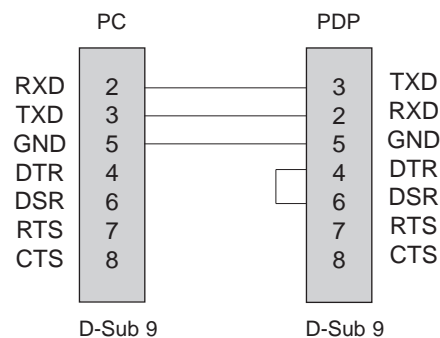 PC PDP
RXD 2 3 TXD
TXD 3 2 RXD
GND 5 5 GND
DTR 4 4 DTR
DSR 6 6 DSR
RTS 7 7 RTS
CTS 8 8 CTS
D-Sub 9 D-Sub 9